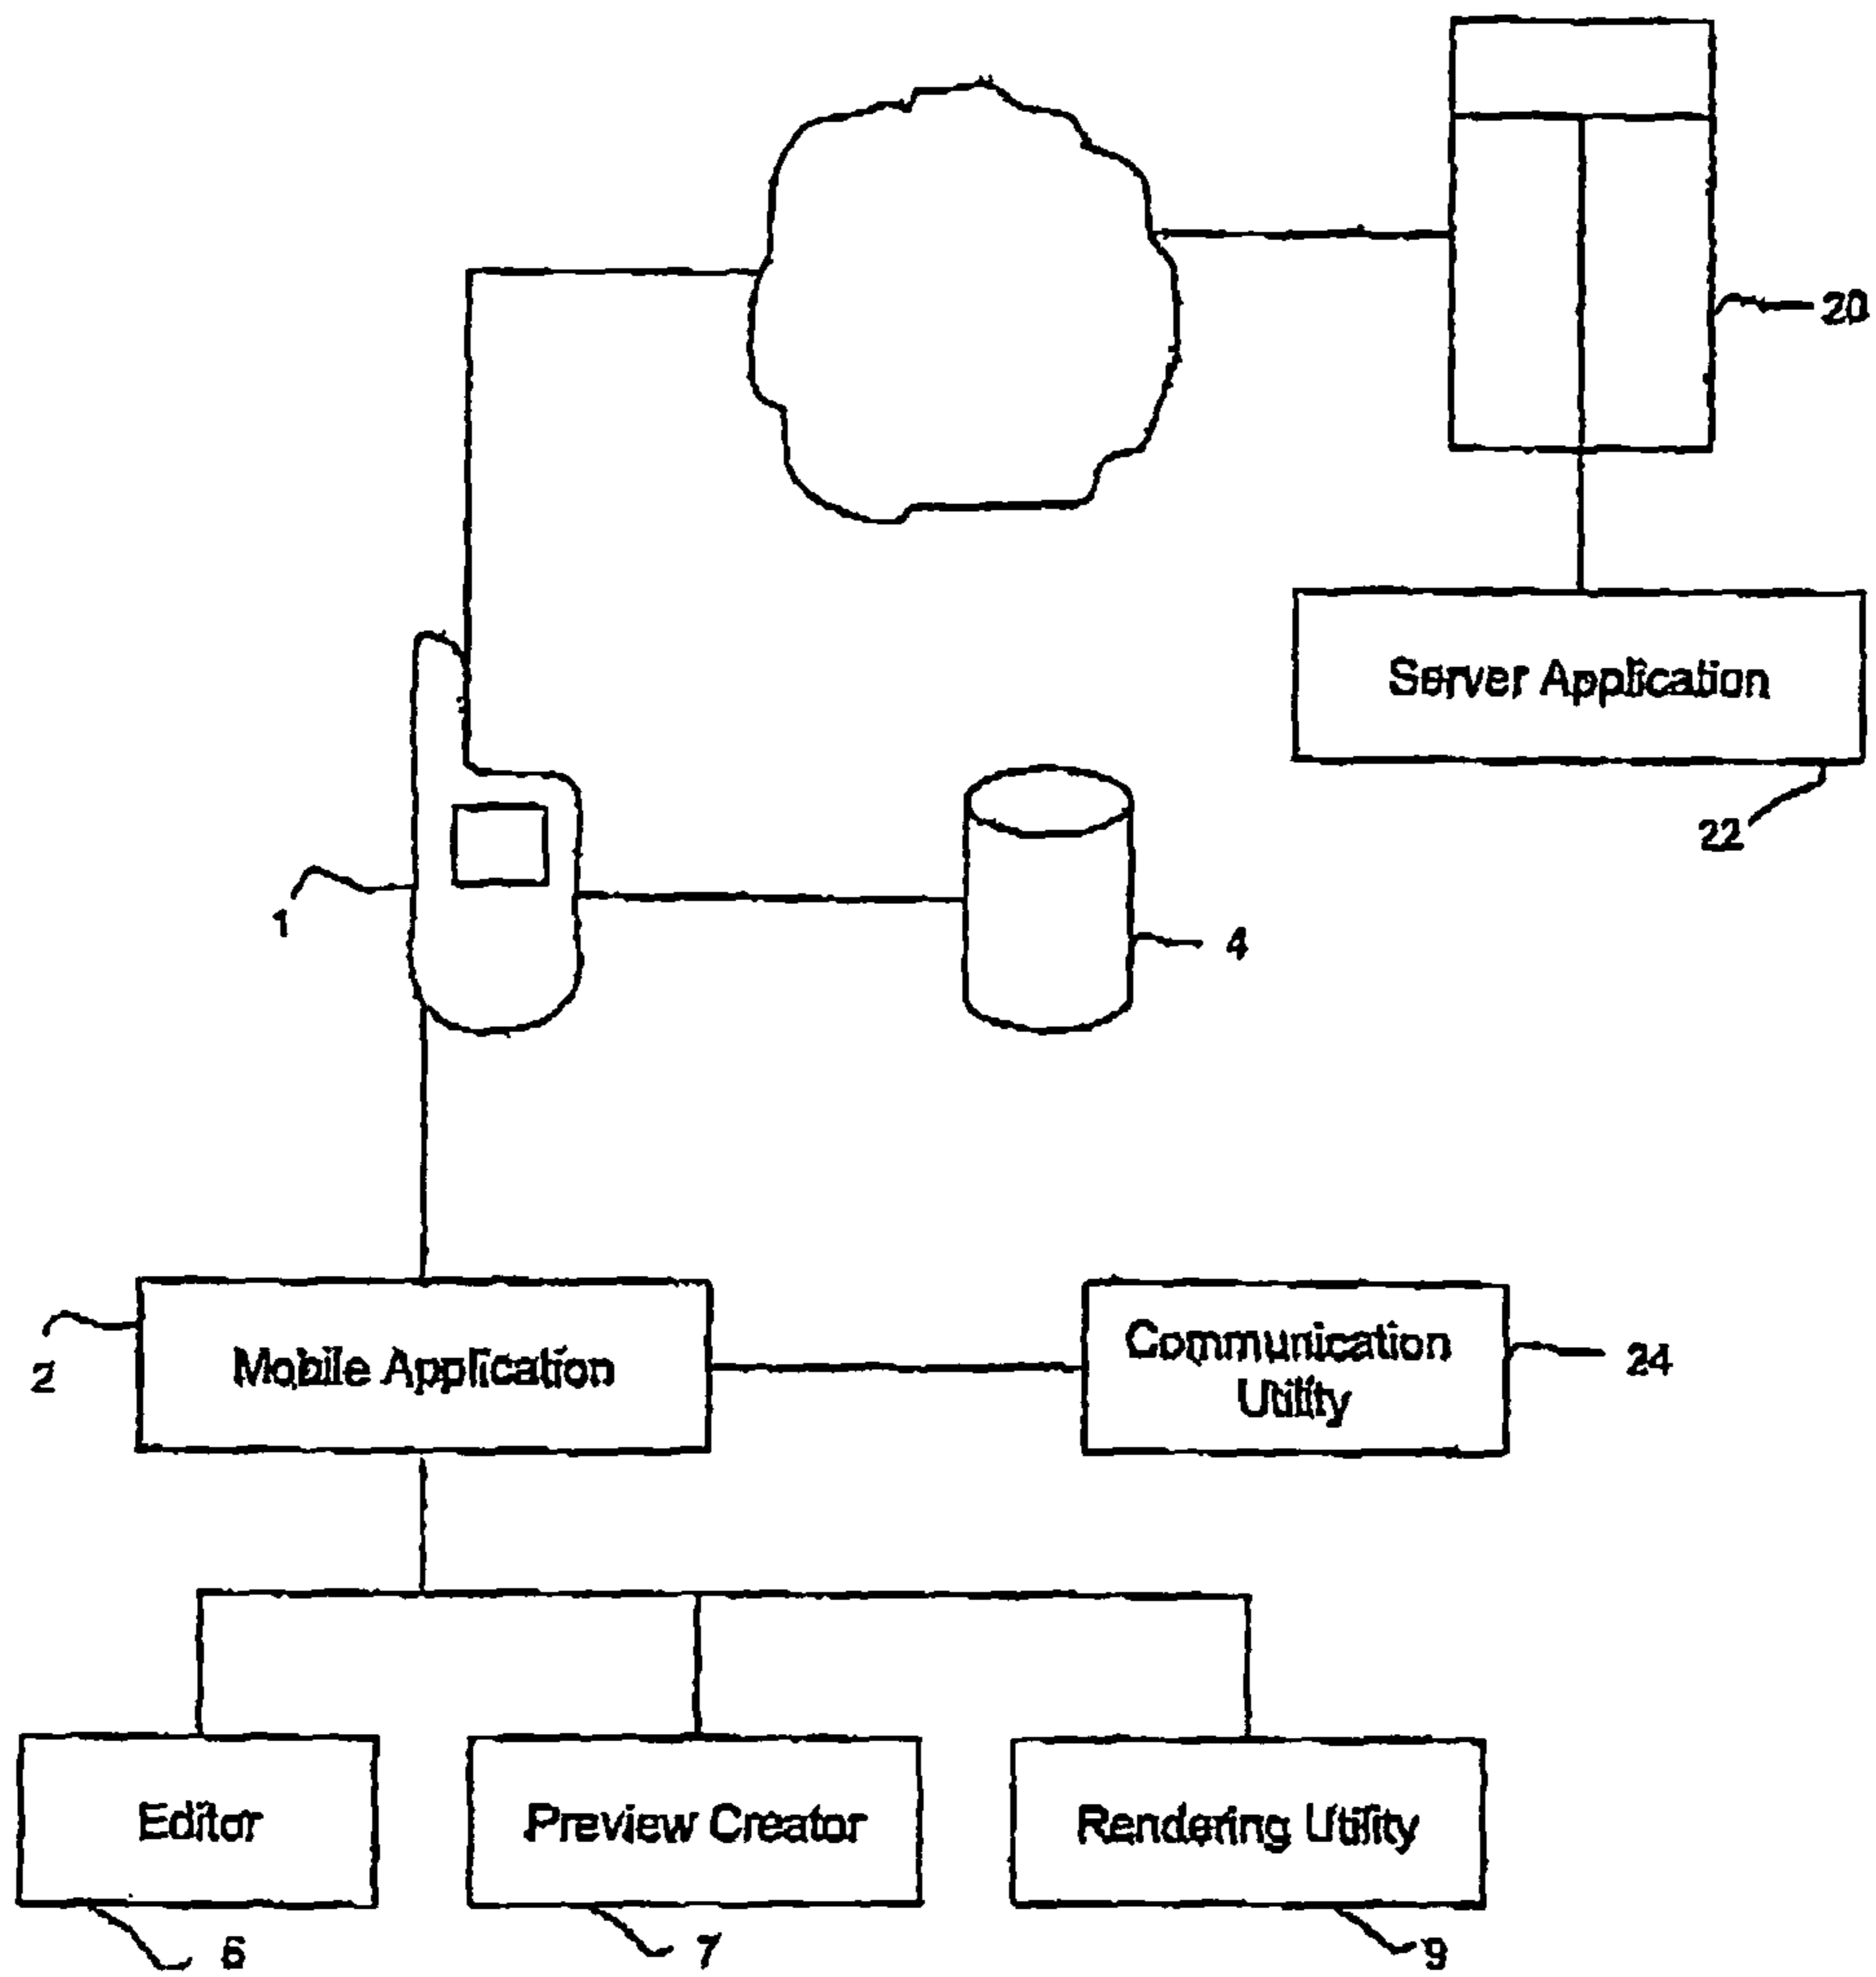 20
Server Application
22
1
4
Mobile Application
2
Communication
Utility
24
Editor
Preview Creator
Rendering Utility
7
9